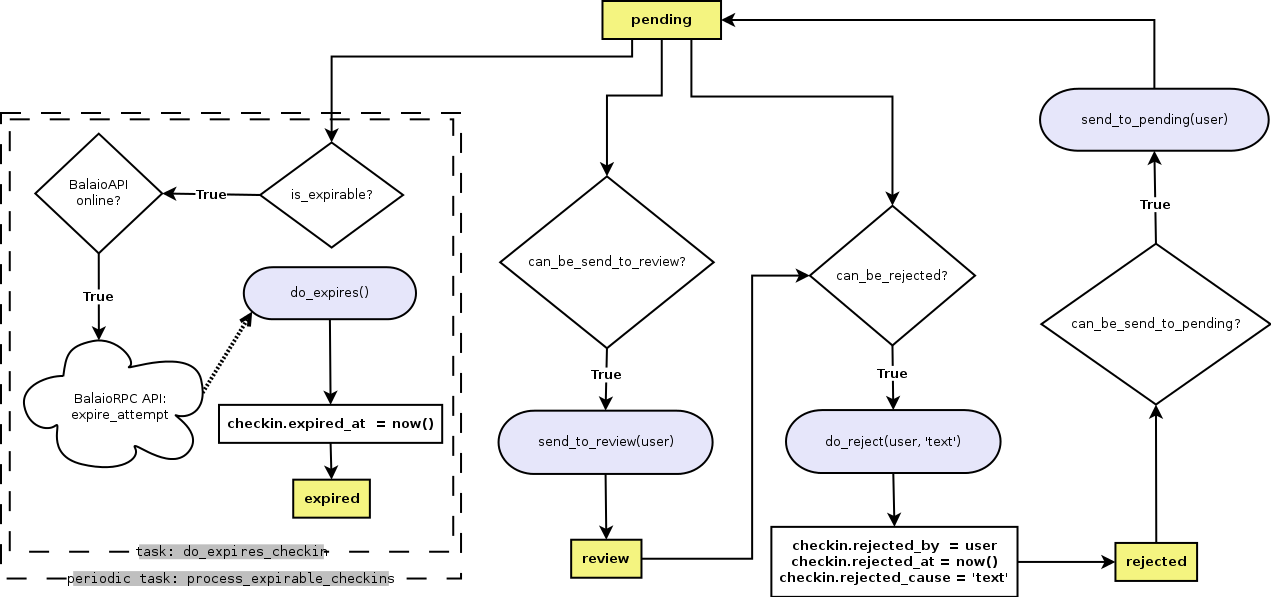 pending
send_to_pending(user)
BalaioAPI
online?
True
is_expirable?
True
True
can_be_send_to_review?
can_be_rejected?
do_expires()
can_be_send_to_pending?
True
True
BalaioRPC API:
expire_attempt
checkin.expired_at  = now()
send_to_review(user)
do_reject(user, 'text')
expired
task: do_expires_checkin
review
checkin.rejected_by  = user
checkin.rejected_at = now()
checkin.rejected_cause = 'text'
rejected
periodic task: process_expirable_checkins